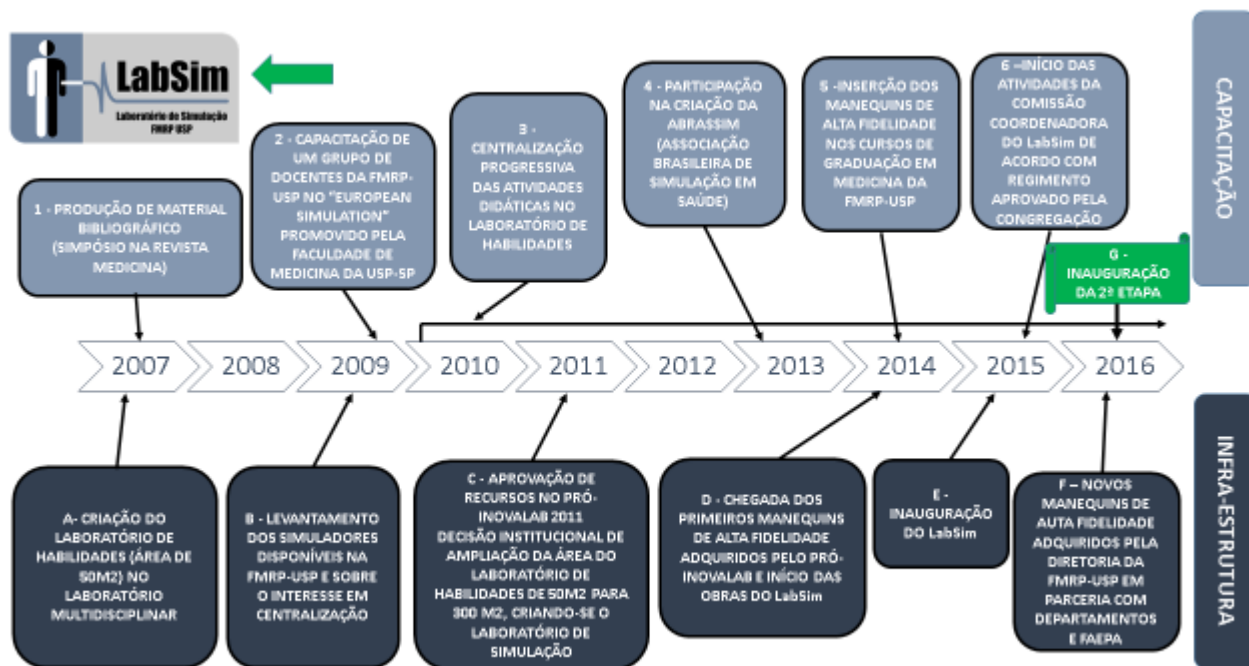 LabSim
Laboratório de Simulação
FMRP USP
1 - PRODUÇÃO DE MATERIAL
BIBLIOGRÁFICO
(SIMPÓSIO NA REVISTA
MEDICINA)
2 - CAPACITAÇÃO DE
UM GRUPO DE
DOCENTES DA FMRP-
USP NO "EUROPEAN
SIMULATION"
PROMOVIDO PELA
FACULDADE DE
MEDICINA DA USP-SP
3 -
CENTRALIZAÇÃO
PROGRESSIVA
DAS ATIVIDADES
DIDÁTICAS NO
LABORATÓRIO DE
HABILIDADES
4 - PARTICIPAÇÃO
NA CRIAÇÃO DA
ABRASSIM
(ASSOCIAÇÃO
BRASILEIRA DE
SIMULAÇÃO EM
SAÚDE)
5 -INSERÇÃO DOS
MANEQUINS DE
ALTA FIDELIDADE
NOS CURSOS DE
GRADUAÇÃO EM
MEDICINA DA
FMRP-USP
6 –INÍCIO DAS
ATIVIDADES DA
COMISSÃO
COORDENADORA
DO LabSim DE
ACORDO COM
REGIMENTO
APROVADO PELA
CONGREGAÇÃO
G -
INAUGURAÇÃO
DA 2ª ETAPA
CAPACITAÇÃO
2007 2008 2009 2010 2011 2012 2013 2014 2015 2016
A- CRIAÇÃO DO
LABORATÓRIO DE
HABILIDADES (ÁREA DE
50M2) NO
LABORATÓRIO
MULTIDISCIPLINAR
B - LEVANTAMENTO
DOS SIMULADORES
DISPONÍVEIS NA
FMRP-USP E SOBRE
O INTERESSE EM
CENTRALIZAÇÃO
C - APROVAÇÃO DE
RECURSOS NO PRÓ-
INOVALAB 2011
DECISÃO INSTITUCIONAL DE
AMPLIAÇÃO DA ÁREA DO
LABORATÓRIO DE
HABILIDADES DE 50M2 PARA
300 M2, CRIANDO-SE O
LABORATÓRIO DE
SIMULAÇÃO
D - CHEGADA DOS
PRIMEIROS MANEQUINS
DE ALTA FIDELIDADE
ADQUIRIDOS PELO PRÓ-
INOVALAB E INÍCIO DAS
OBRAS DO LabSim
E -
INAUGURAÇÃO
DO LabSim
F – NOVOS
MANEQUINS DE
AUTA FIDELIDADE
ADQUIRIDOS PELA
DIRETORIA DA
FMRP-USP EM
PARCERIA COM
DEPARTAMENTOS
E FAEPA
INFRA-ESTRUTURA